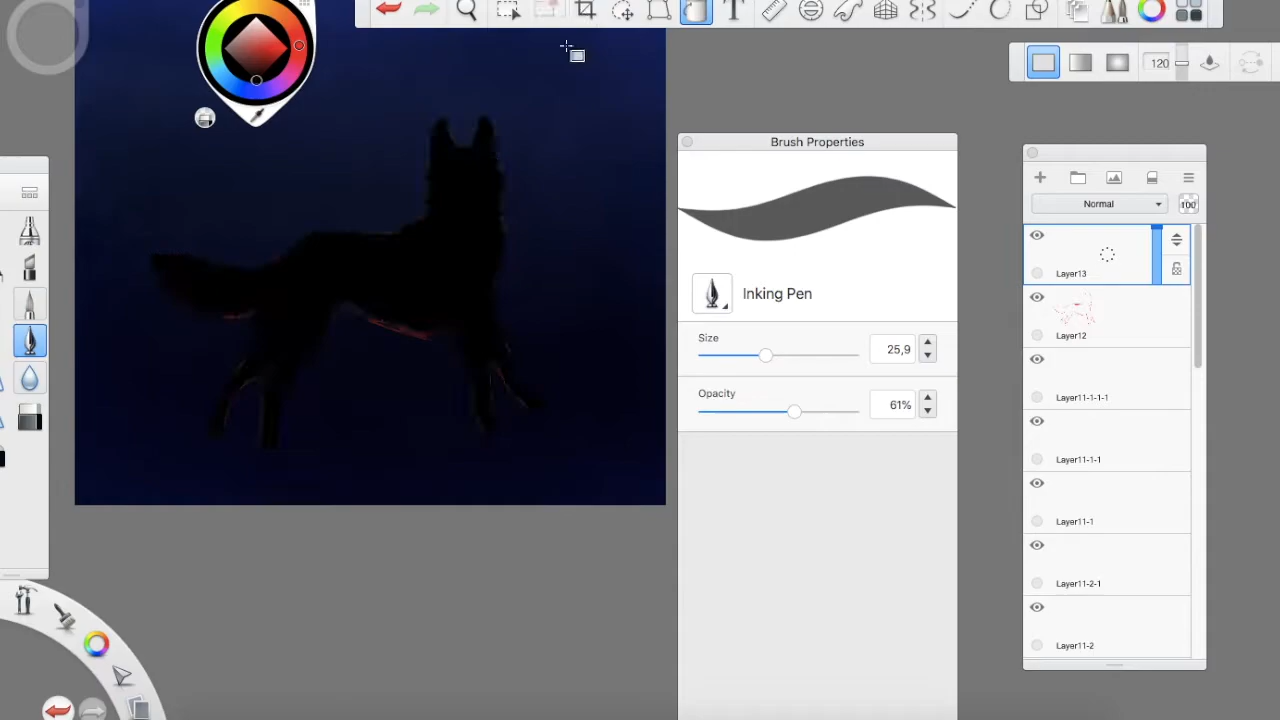 T
120
Brush Properties
Normal
100
Layer13
Inking Pen
Layer12
Size
25,9
Layer11-1-1-1
Opacity
61%
Layer11-1-1
Layer11-1
Layer11-2-1
Layer11-2